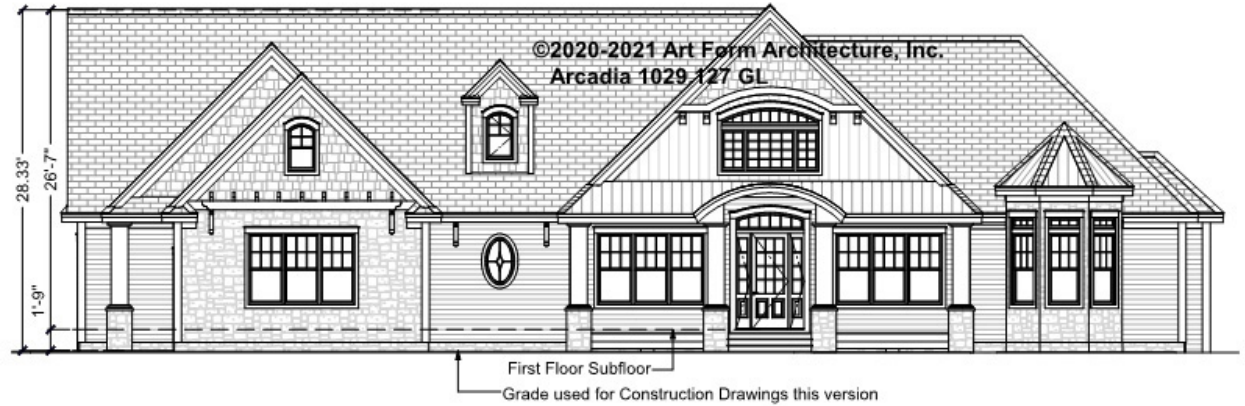 ©2020-2021 Art Form Architecture, Inc.
Arcadia 1029.127 GL
28.33'
26'-7"
1'-9"
First Floor Subfloor
Grade used for Construction Drawings this version